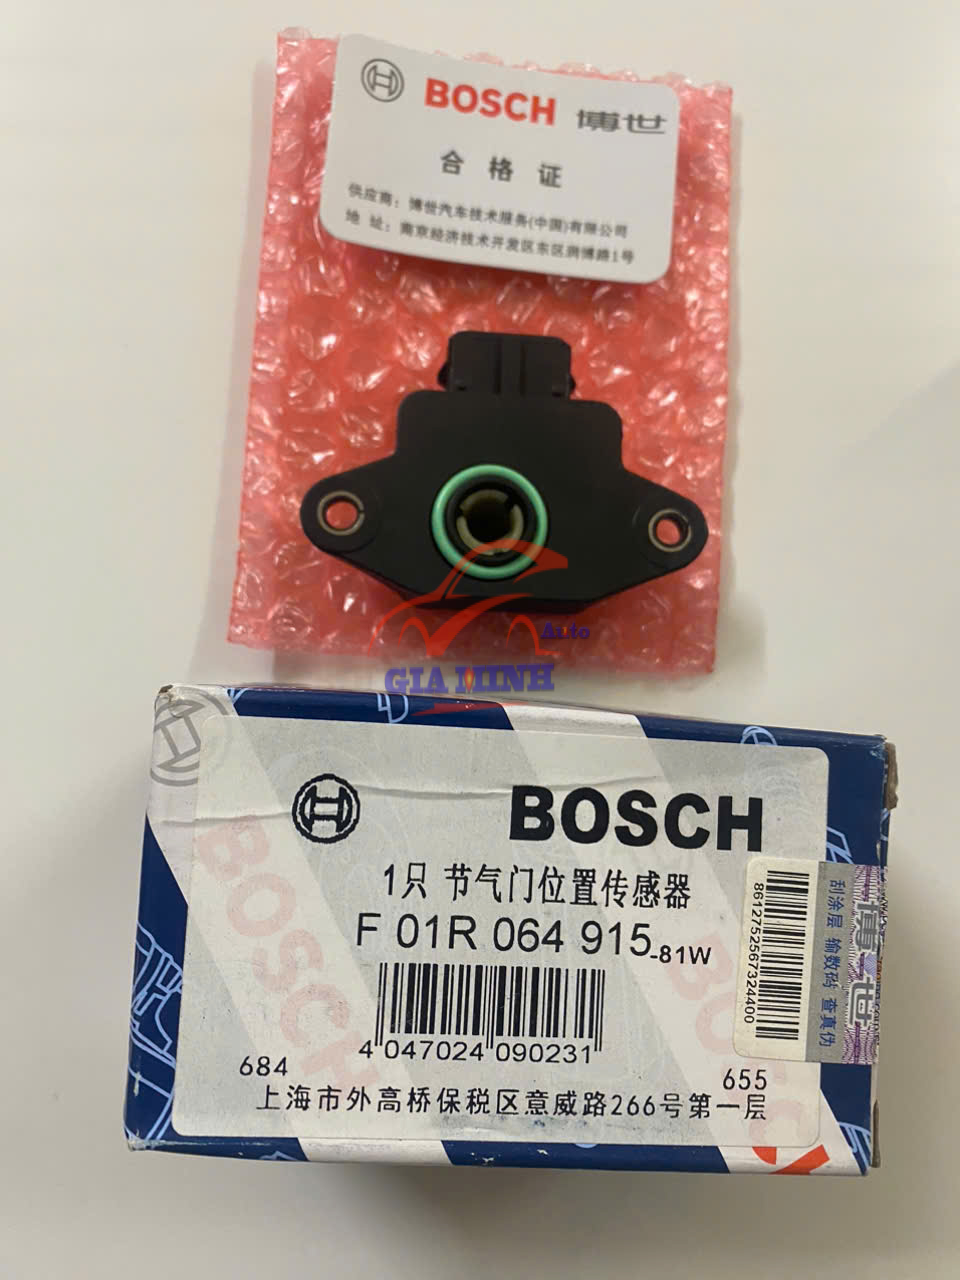 BOSCH 博世
合格证
供应商：博世汽车技术服务(中国)有限公司
地 址：南京经济技术开发区东区润博路1号
Auto
GIA MINH
BOSCH
BOSCH
1只 节气门位置传感器
F 01R 064 915-81W
4 047024 090231
684
655
上海市外高桥保税区意威路266号第一层
8612752567324400
刮涂层 输数码 查真伪
博世
BOSCH